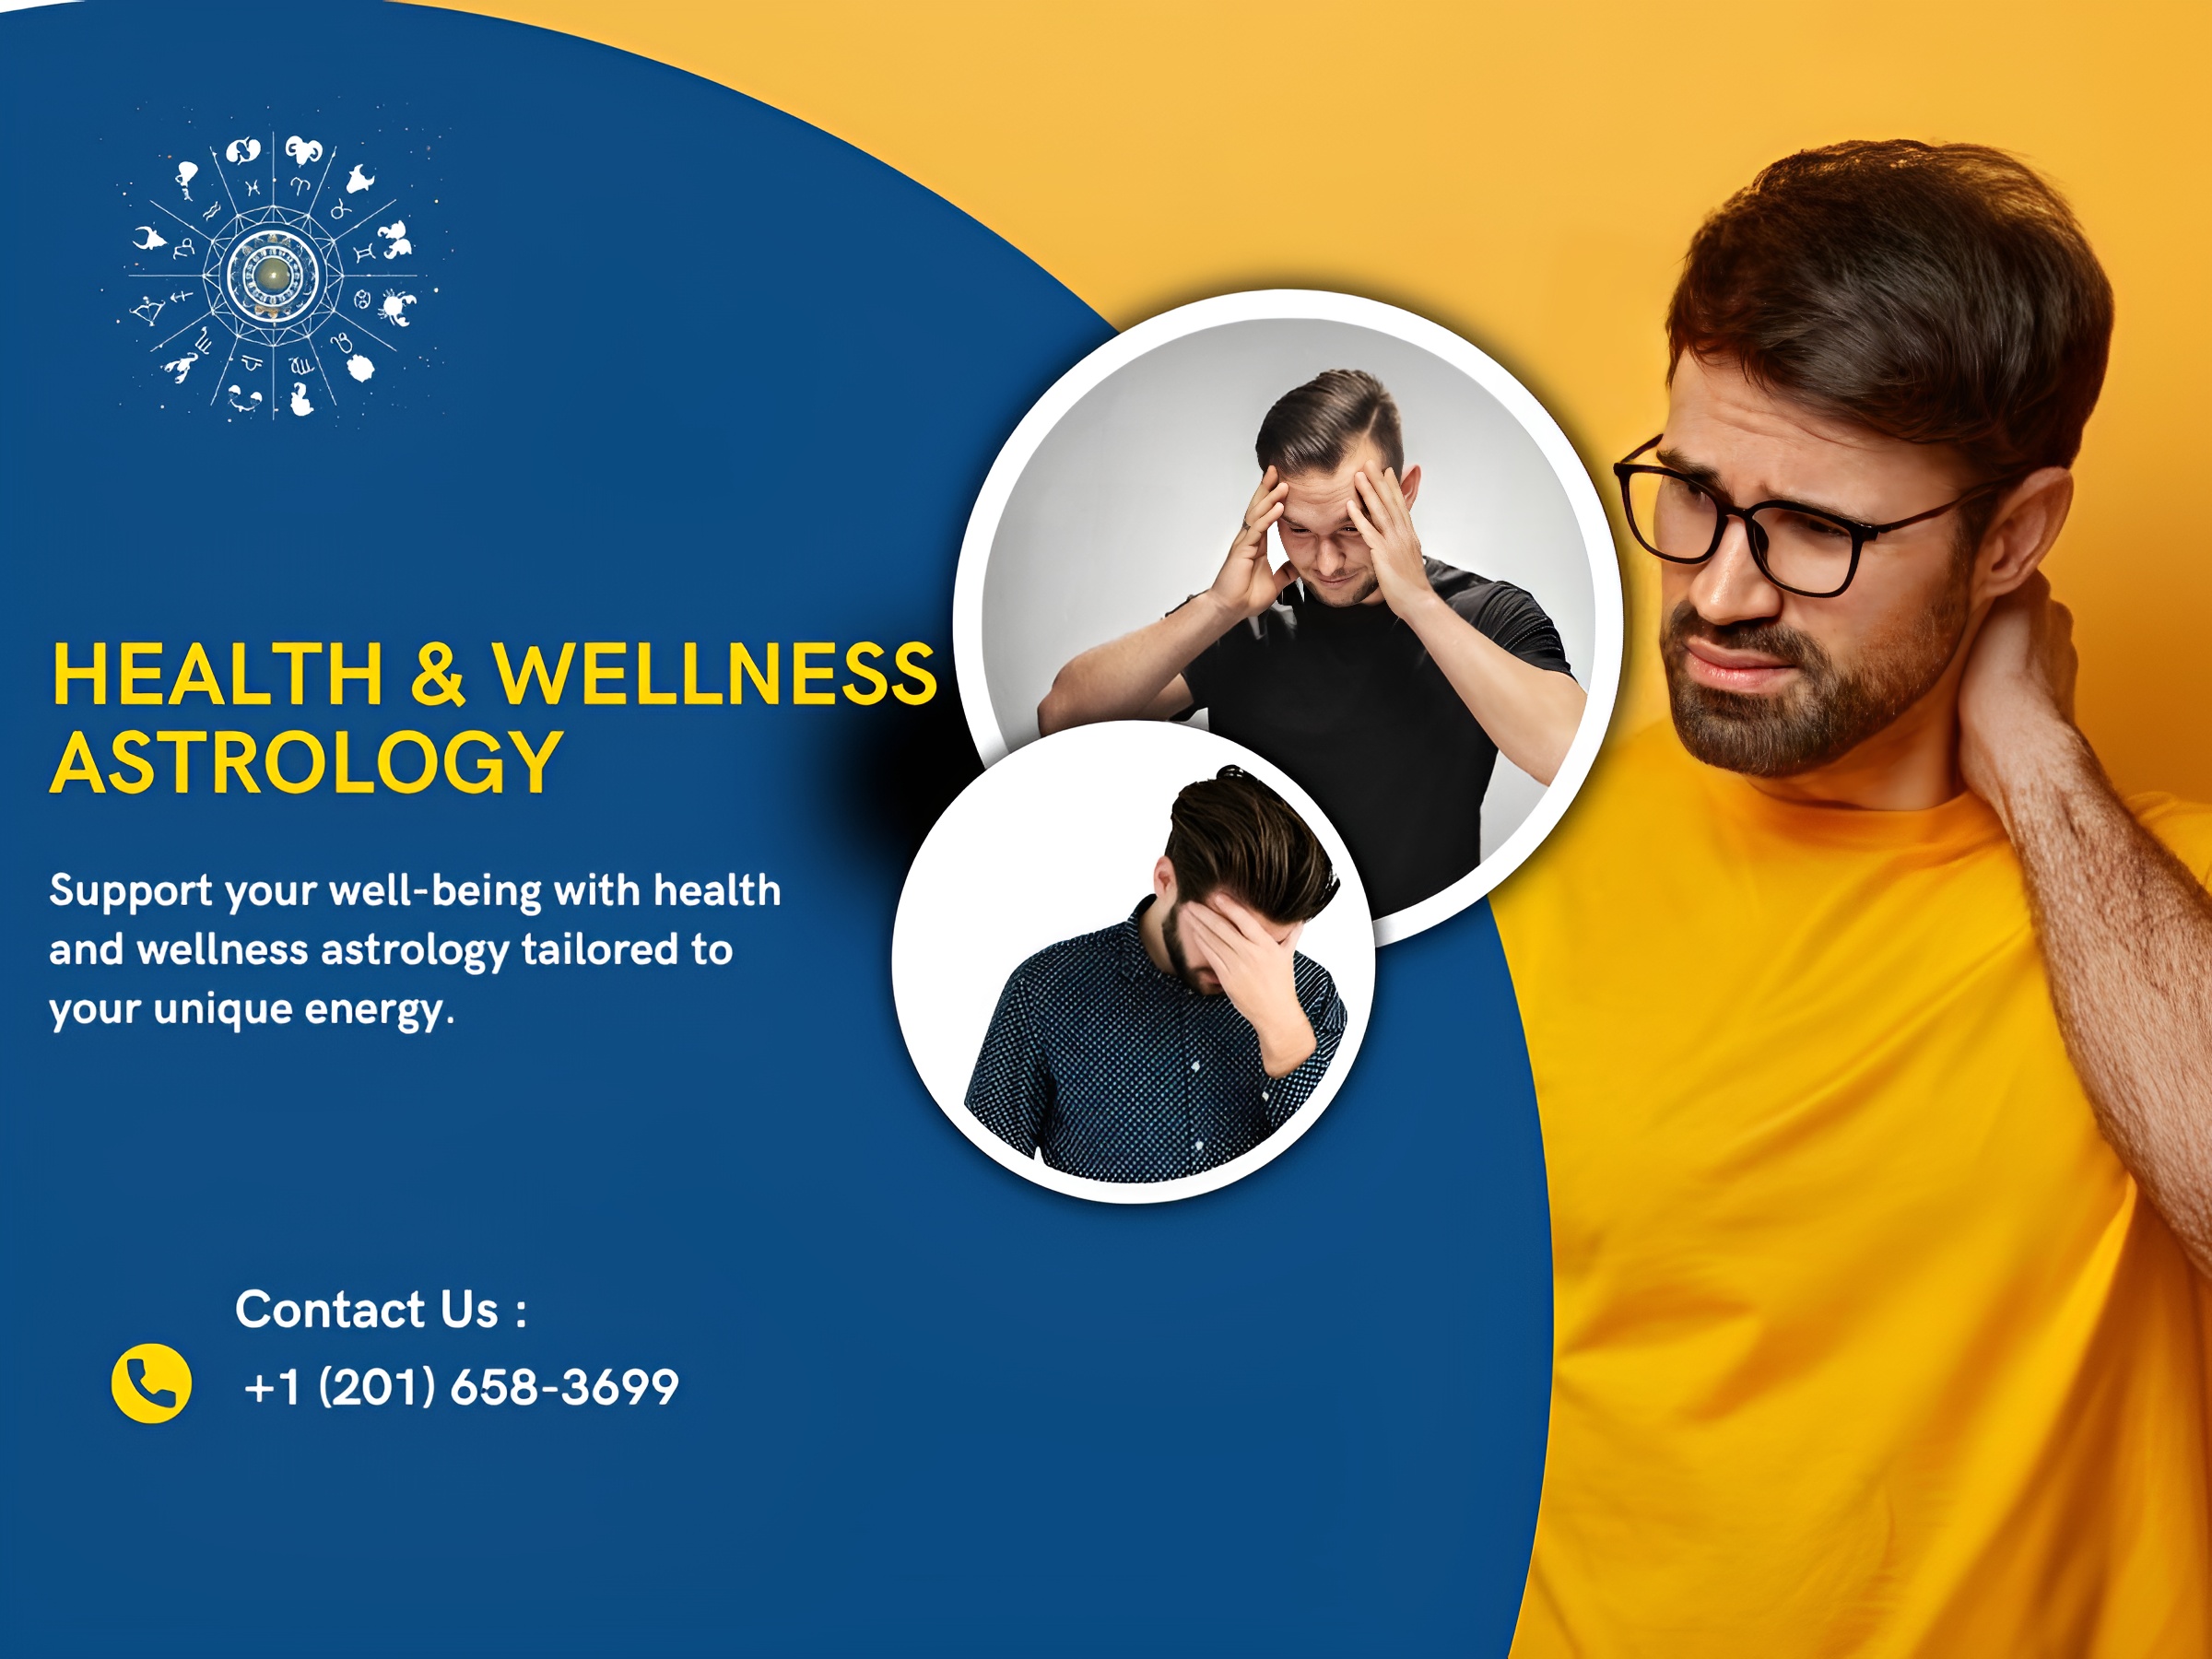 HEALTH & WELLNESS
ASTROLOGY
Support your well-being with health
and wellness astrology tailored to
your unique energy.
Contact Us :
+1 (201) 658-3699